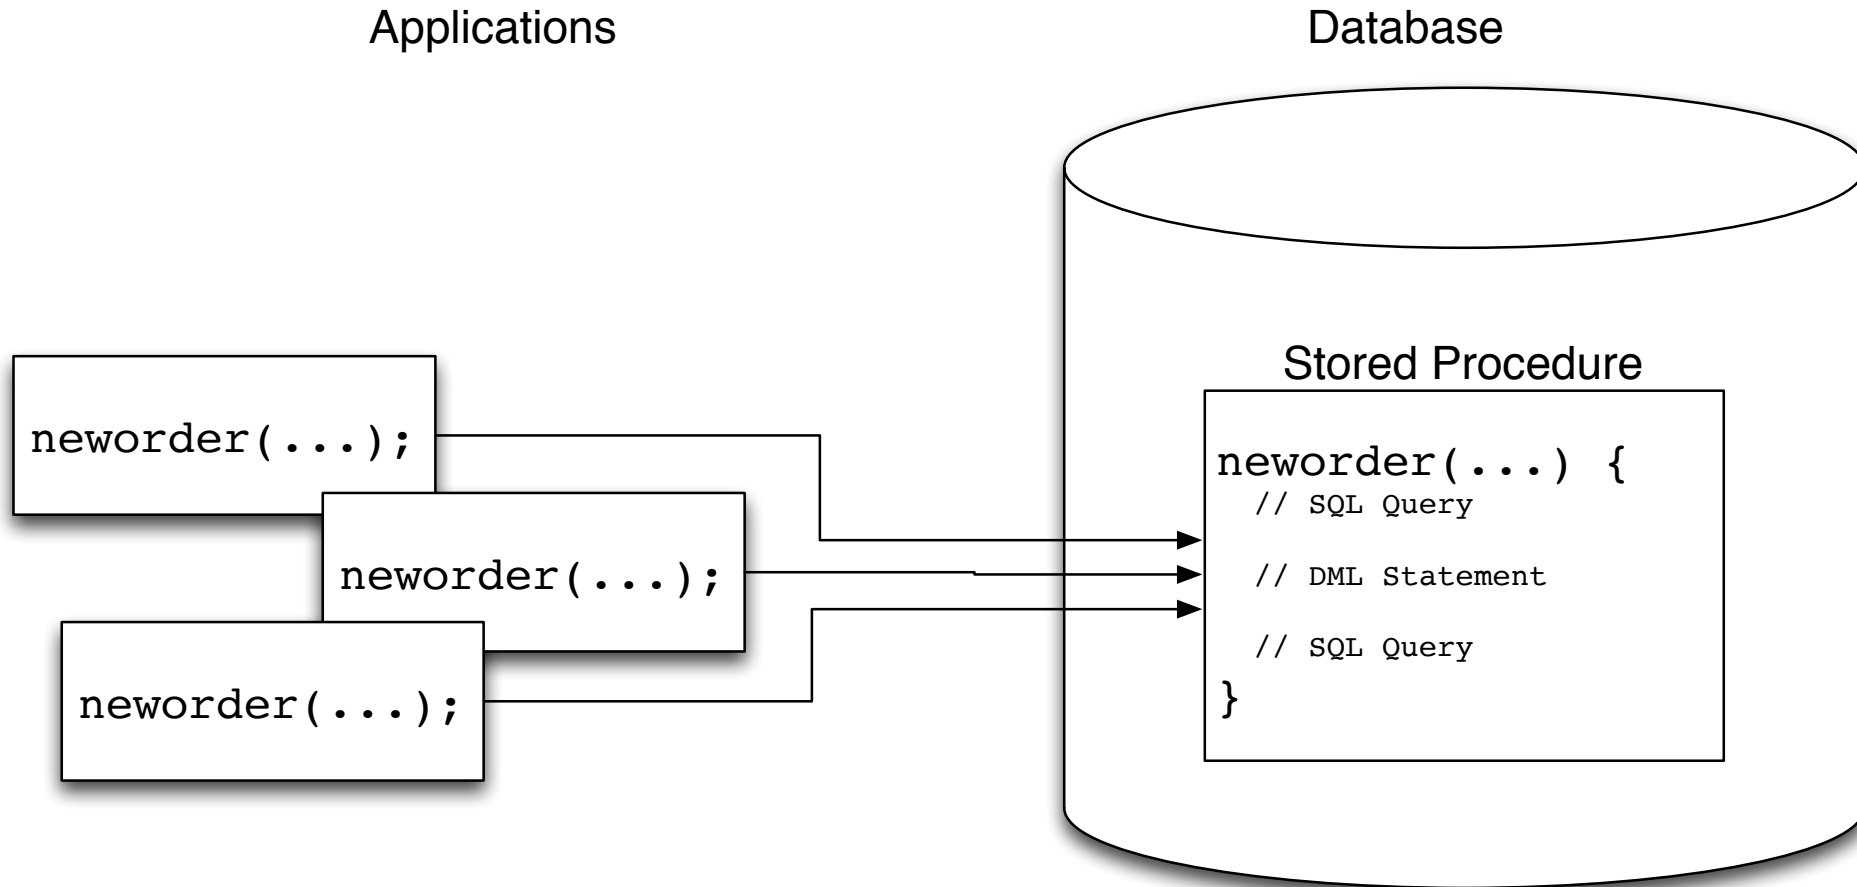 Applications
Database
neworder(...);
neworder(...);
neworder(...);
Stored Procedure
neworder(...) {
// SQL Query
// DML Statement
// SQL Query
}